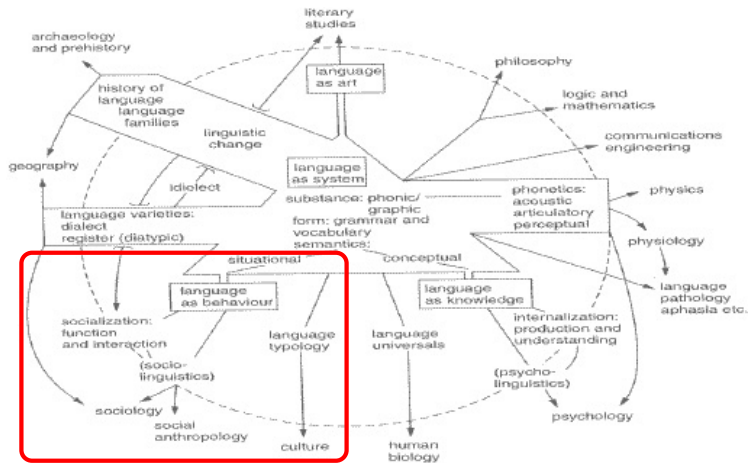 literary
studies
archaeology
and prehistory
language
as art
philosophy
history of
language
language
families
logic and
mathematics
linguistic
change
communications
engineering
geography
language
as system
idiolect
substance: phonic/
graphic
form: grammar and
vocabulary
semantics:
phonetics:
acoustic
articulatory
perceptual
physics
language varieties:
dialect
register (diatypic)
physiology
situational
conceptual
language
as behaviour
language
as knowledge
language
pathology
aphasia etc.
socialization:
function
and interaction
language
typology
language
universals
internalization:
production and
understanding
(socio-
linguistics)
(psycho-
linguistics)
sociology
social
anthropology
psychology
culture
human
biology